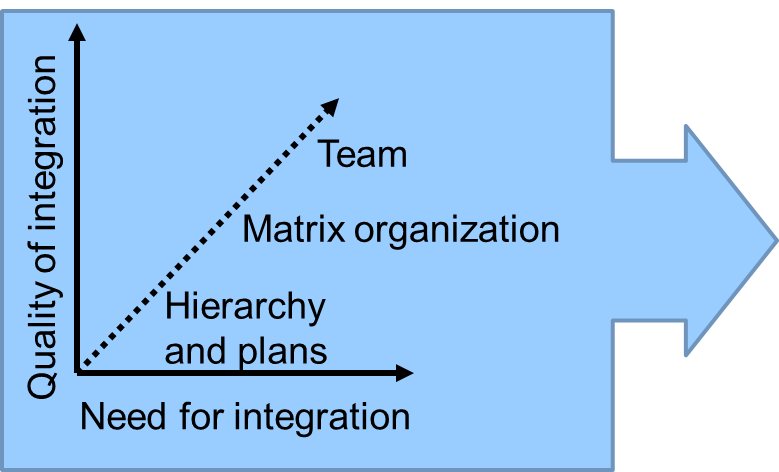 Quality of integration
Team
Matrix organization
Hierarchy
and plans
Need for integration